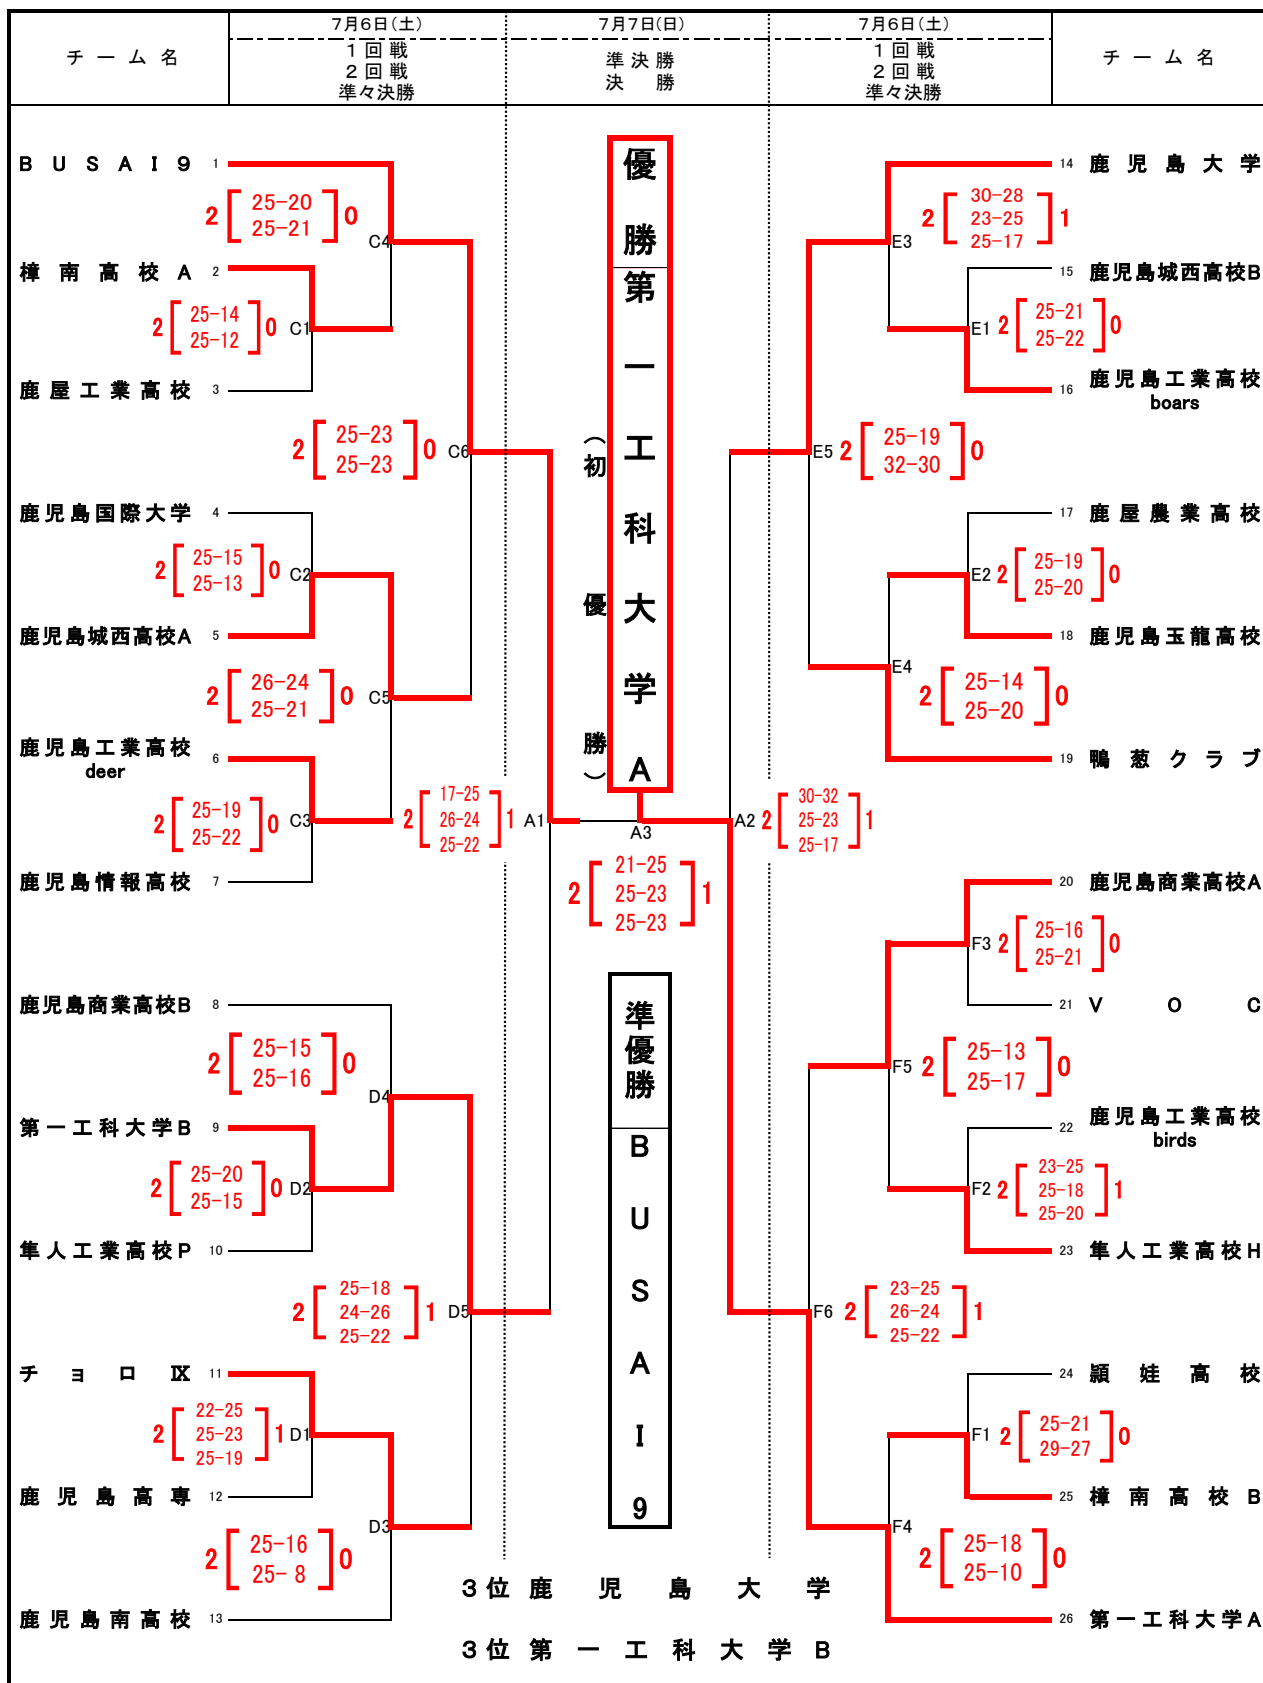 チーム名
7月6日(土)
1回戦
2回戦
準々決勝
7月7日(日)
準決勝
決勝
7月6日(土)
1回戦
2回戦
準々決勝
チーム名
BUSAI9 1
2 25-20 0
25-21
C4
樟南高校A 2
2 25-14 0
25-12
C1
鹿屋工業高校 3
2 25-23 0
25-23
C6
鹿児島国際大学 4
2 25-15 0
25-13
C2
鹿児島城西高校A 5
2 26-24 0
25-21
C5
鹿児島工業高校 6
deer
2 25-19 0
25-22
C3
鹿児島情報高校 7
2 17-25 1
26-24
25-22
A1
鹿児島商業高校B 8
2 25-15 0
25-16
D4
第一工科大学B 9
2 25-20 0
25-15
D2
隼人工業高校P 10
2 25-18 1
24-26
25-22
D5
チョロⅨ 11
2 22-25 1
25-23
25-19
D1
鹿児島高専 12
D3
2 25-16 0
25- 8
鹿児島南高校 13
優勝
第一工科大学A
(初優勝)
A3
2 21-25 1
25-23
25-23
準優勝
BUSAI9
3位 鹿児島大学
3位 第一工科大学B
14 鹿児島大学
E3
2 30-28 1
23-25
25-17
15 鹿児島城西高校B
E1
2 25-21 0
25-22
16 鹿児島工業高校
boars
E5
2 25-19 0
32-30
17 鹿屋農業高校
E2
2 25-19 0
25-20
18 鹿児島玉龍高校
E4
2 25-14 0
25-20
19 鴨葱クラブ
A2
2 30-32 1
25-23
25-17
20 鹿児島商業高校A
F3
2 25-16 0
25-21
21 VOC
F5
2 25-13 0
25-17
22 鹿児島工業高校
birds
F2
2 23-25 1
25-18
25-20
23 隼人工業高校H
F6
2 23-25 1
26-24
25-22
24 頴娃高校
F1
2 25-21 0
29-27
25 樟南高校B
F4
2 25-18 0
25-10
26 第一工科大学A